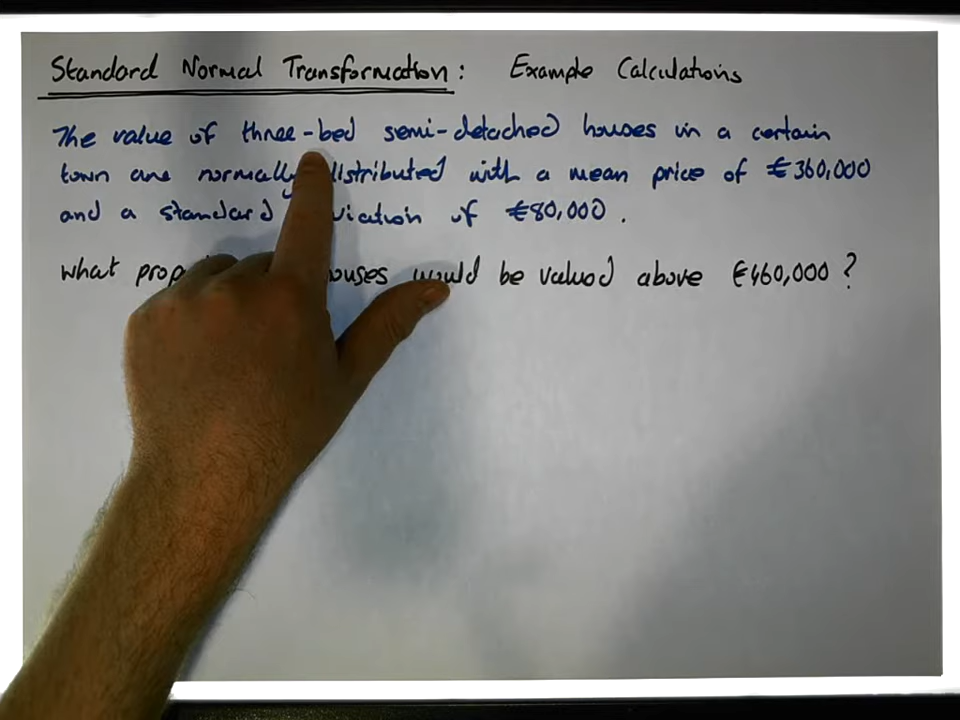 Standard Normal Transformation: Example Calculations
The value of three-bed semi-detached houses in a certain
town are normally distributed with a mean price of €360,000
and a standard viation of €80,000.
What prop ouses would be valued above €460,000?